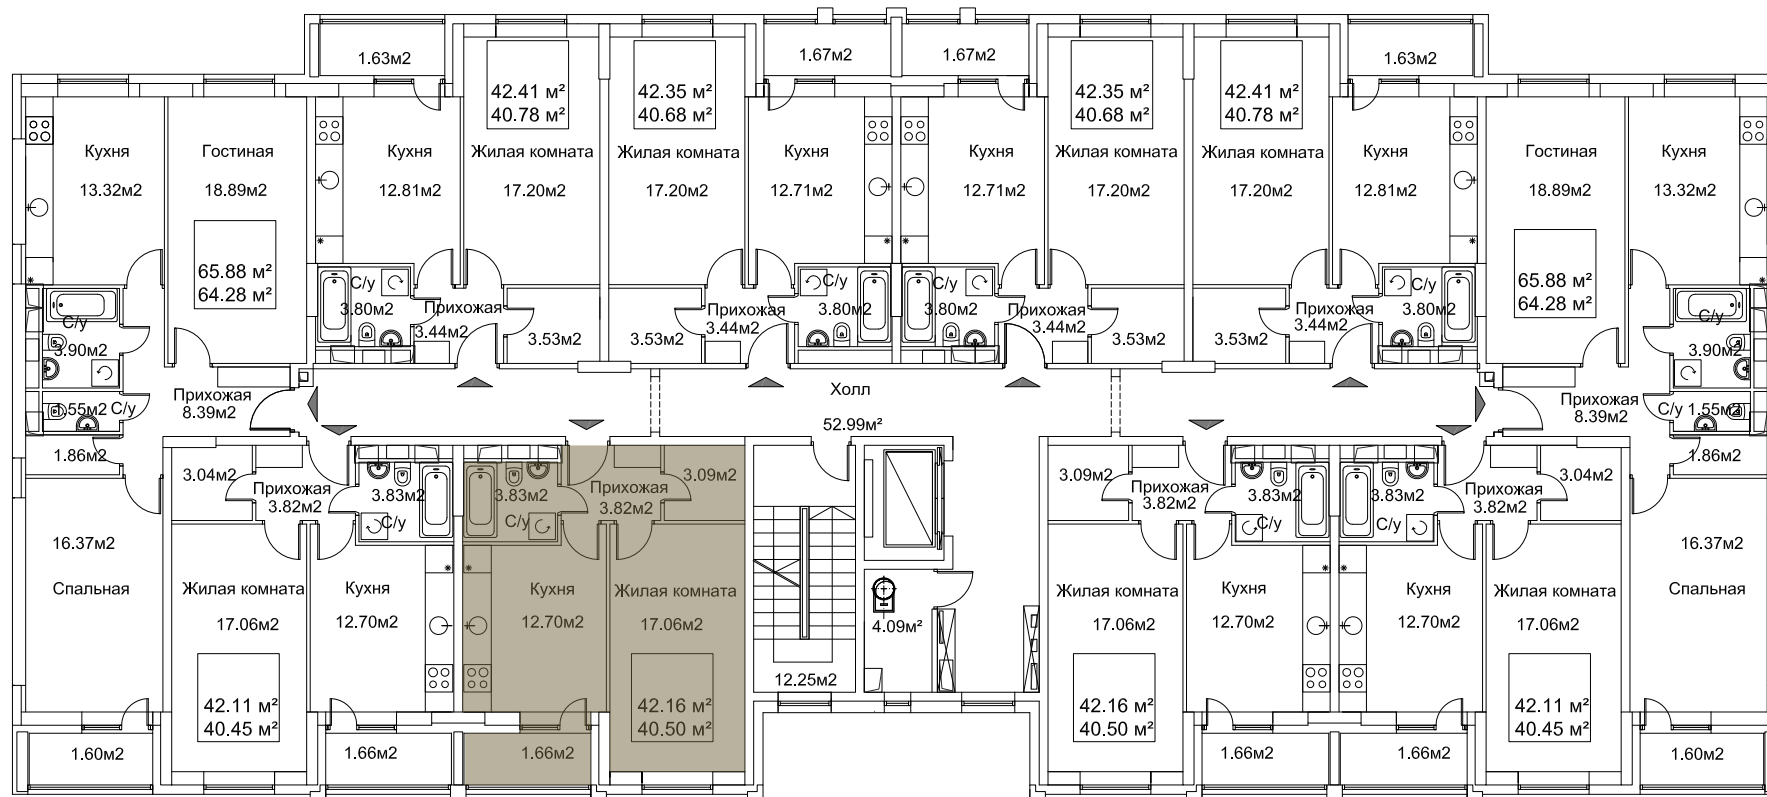 1.63м2
1.67м2
1.67м2
1.63м2
42.41 м²
40.78 м²
42.35 м²
40.68 м²
42.35 м²
40.68 м²
42.41 м²
40.78 м²
Кухня
13.32м2
Гостиная
18.89м2
Кухня
12.81м2
Жилая комната
17.20м2
Жилая комната
17.20м2
Кухня
12.71м2
Кухня
12.71м2
Жилая комната
17.20м2
Жилая комната
17.20м2
Кухня
12.81м2
Гостиная
18.89м2
Кухня
13.32м2
65.88 м²
64.28 м²
65.88 м²
64.28 м²
С/у
3.90м2
С/у
3.80м2
Прихожая
3.44м2
3.53м2
3.53м2
Прихожая
3.44м2
С/у
3.80м2
С/у
3.80м2
Прихожая
3.44м2
3.53м2
3.53м2
Прихожая
3.44м2
С/у
3.80м2
С/у
3.90м2
1.55м2 С/у
Прихожая
8.39м2
Холл
52.99м²
Прихожая
8.39м2
С/у 1.55м2
1.86м2
3.04м2
Прихожая
3.82м2
3.83м2
С/у
3.83м2
С/у
Прихожая
3.82м2
3.09м2
3.09м2
Прихожая
3.82м2
3.83м2
С/у
3.83м2
С/у
Прихожая
3.82м2
3.04м2
1.86м2
16.37м2
Спальная
Жилая комната
17.06м2
Кухня
12.70м2
Кухня
12.70м2
Жилая комната
17.06м2
4.09м²
12.25м2
Жилая комната
17.06м2
Кухня
12.70м2
Кухня
12.70м2
Жилая комната
17.06м2
16.37м2
Спальная
42.11 м²
40.45 м²
42.16 м²
40.50 м²
42.16 м²
40.50 м²
42.11 м²
40.45 м²
1.60м2
1.66м2
1.66м2
1.66м2
1.66м2
1.60м2